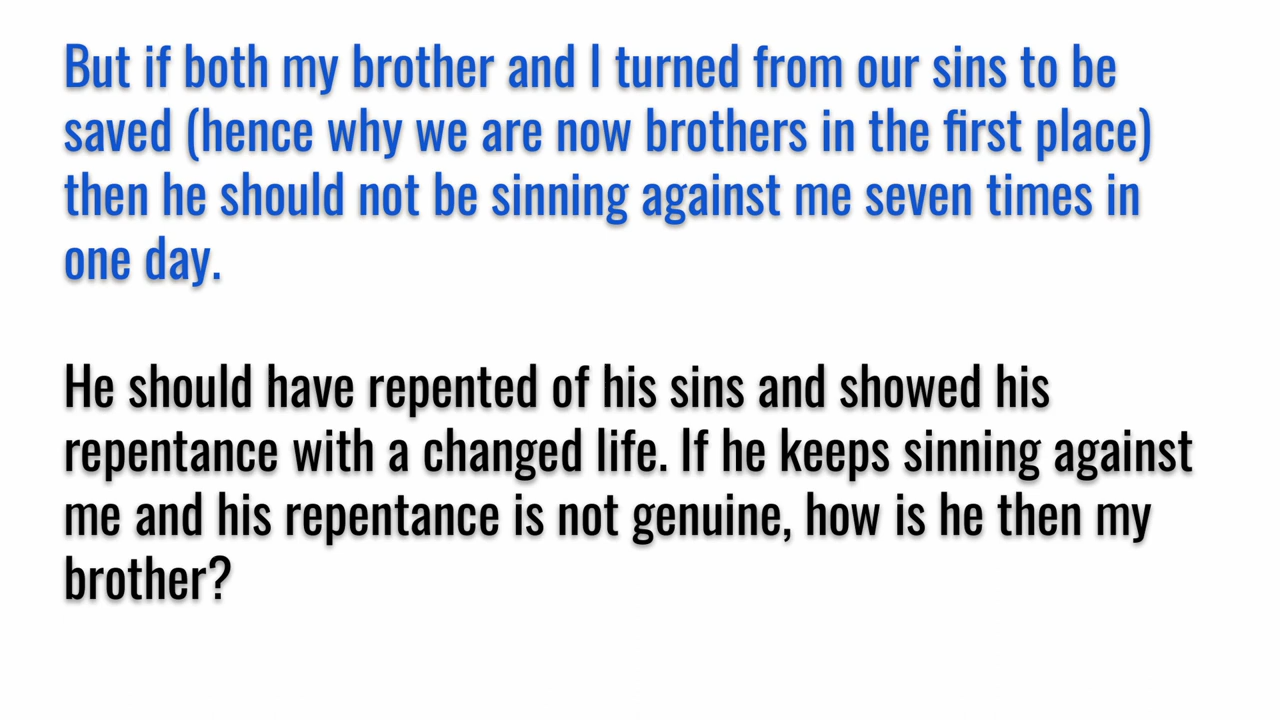 But if both my brother and I turned from our sins to be
saved (hence why we are now brothers in the first place)
then he should not be sinning against me seven times in
one day.
He should have repented of his sins and showed his
repentance with a changed life. If he keeps sinning against
me and his repentance is not genuine, how is he then my
brother?